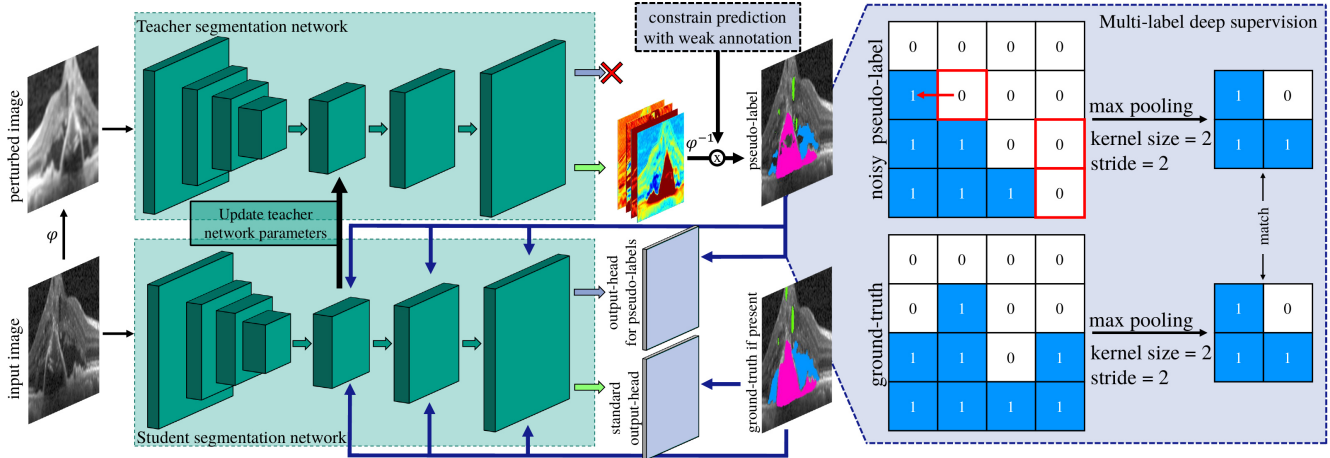 Teacher segmentation network
perturbed image
φ
input image
Update teacher
network parameters
Student segmentation network
constrain prediction
with weak annotation
φ⁻¹
x
pseudo-label
output-head
for pseudo-labels
standard
output-head
ground-truth if present
Multi-label deep supervision
noisy pseudo-label
0 0 0 0
1 0 0 0
1 1 0 0
1 1 1 0
max pooling
kernel size = 2
stride = 2
1 0
1 1
match
ground-truth
0 0 0 0
0 1 0 0
1 1 0 1
1 1 1 1
max pooling
kernel size = 2
stride = 2
1 0
1 1